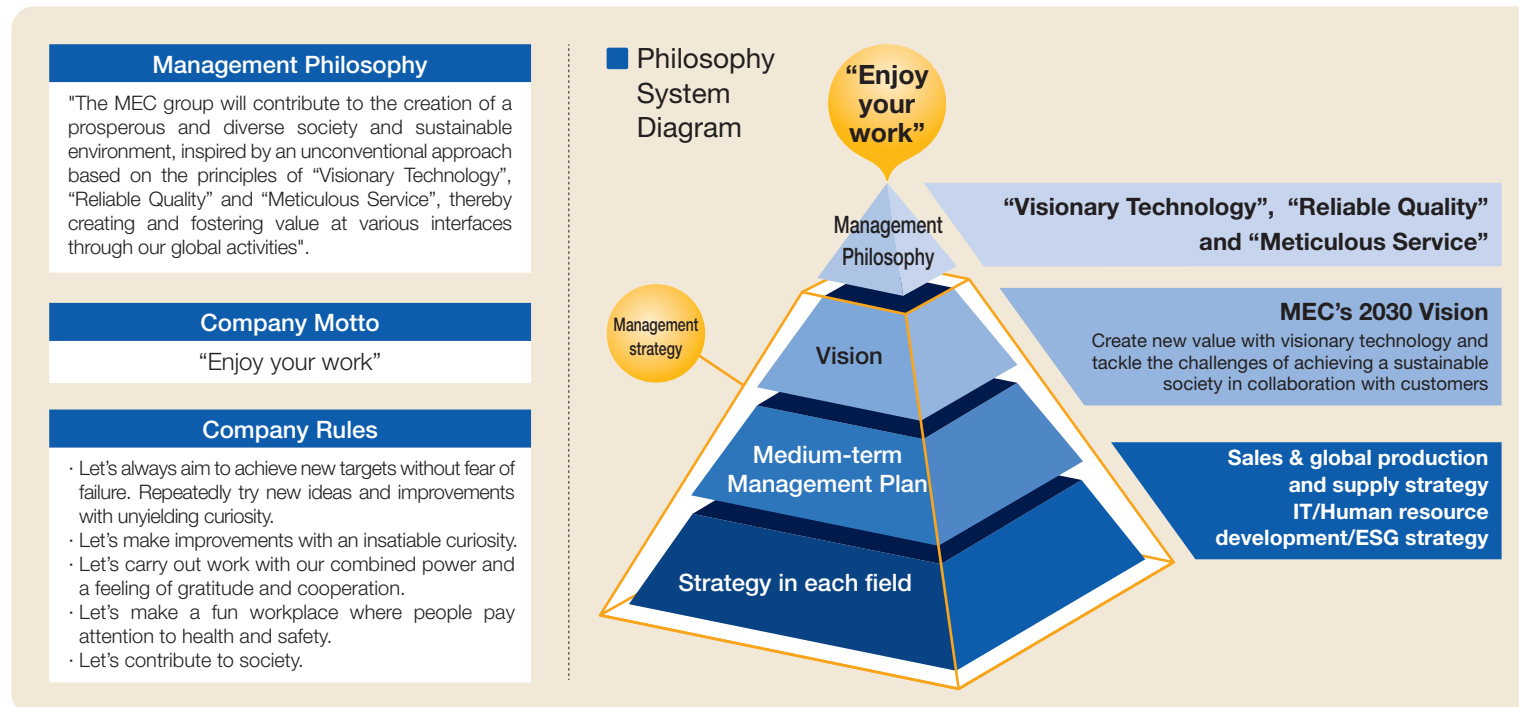 Management Philosophy
"The MEC group will contribute to the creation of a
prosperous and diverse society and sustainable
environment, inspired by an unconventional approach
based on the principles of “Visionary Technology”,
“Reliable Quality” and “Meticulous Service”, thereby
creating and fostering value at various interfaces
through our global activities".
Company Motto
“Enjoy your work”
Company Rules
· Let’s always aim to achieve new targets without fear of
failure. Repeatedly try new ideas and improvements
with unyielding curiosity.
· Let’s make improvements with an insatiable curiosity.
· Let’s carry out work with our combined power and
a feeling of gratitude and cooperation.
· Let’s make a fun workplace where people pay
attention to health and safety.
· Let’s contribute to society.
Philosophy
System
Diagram
“Enjoy
your
work”
Management
Philosophy
“Visionary Technology”, “Reliable Quality”
and “Meticulous Service”
Management
strategy
Vision
MEC’s 2030 Vision
Create new value with visionary technology and
tackle the challenges of achieving a sustainable
society in collaboration with customers
Medium-term
Management Plan
Sales & global production
and supply strategy
IT/Human resource
development/ESG strategy
Strategy in each field